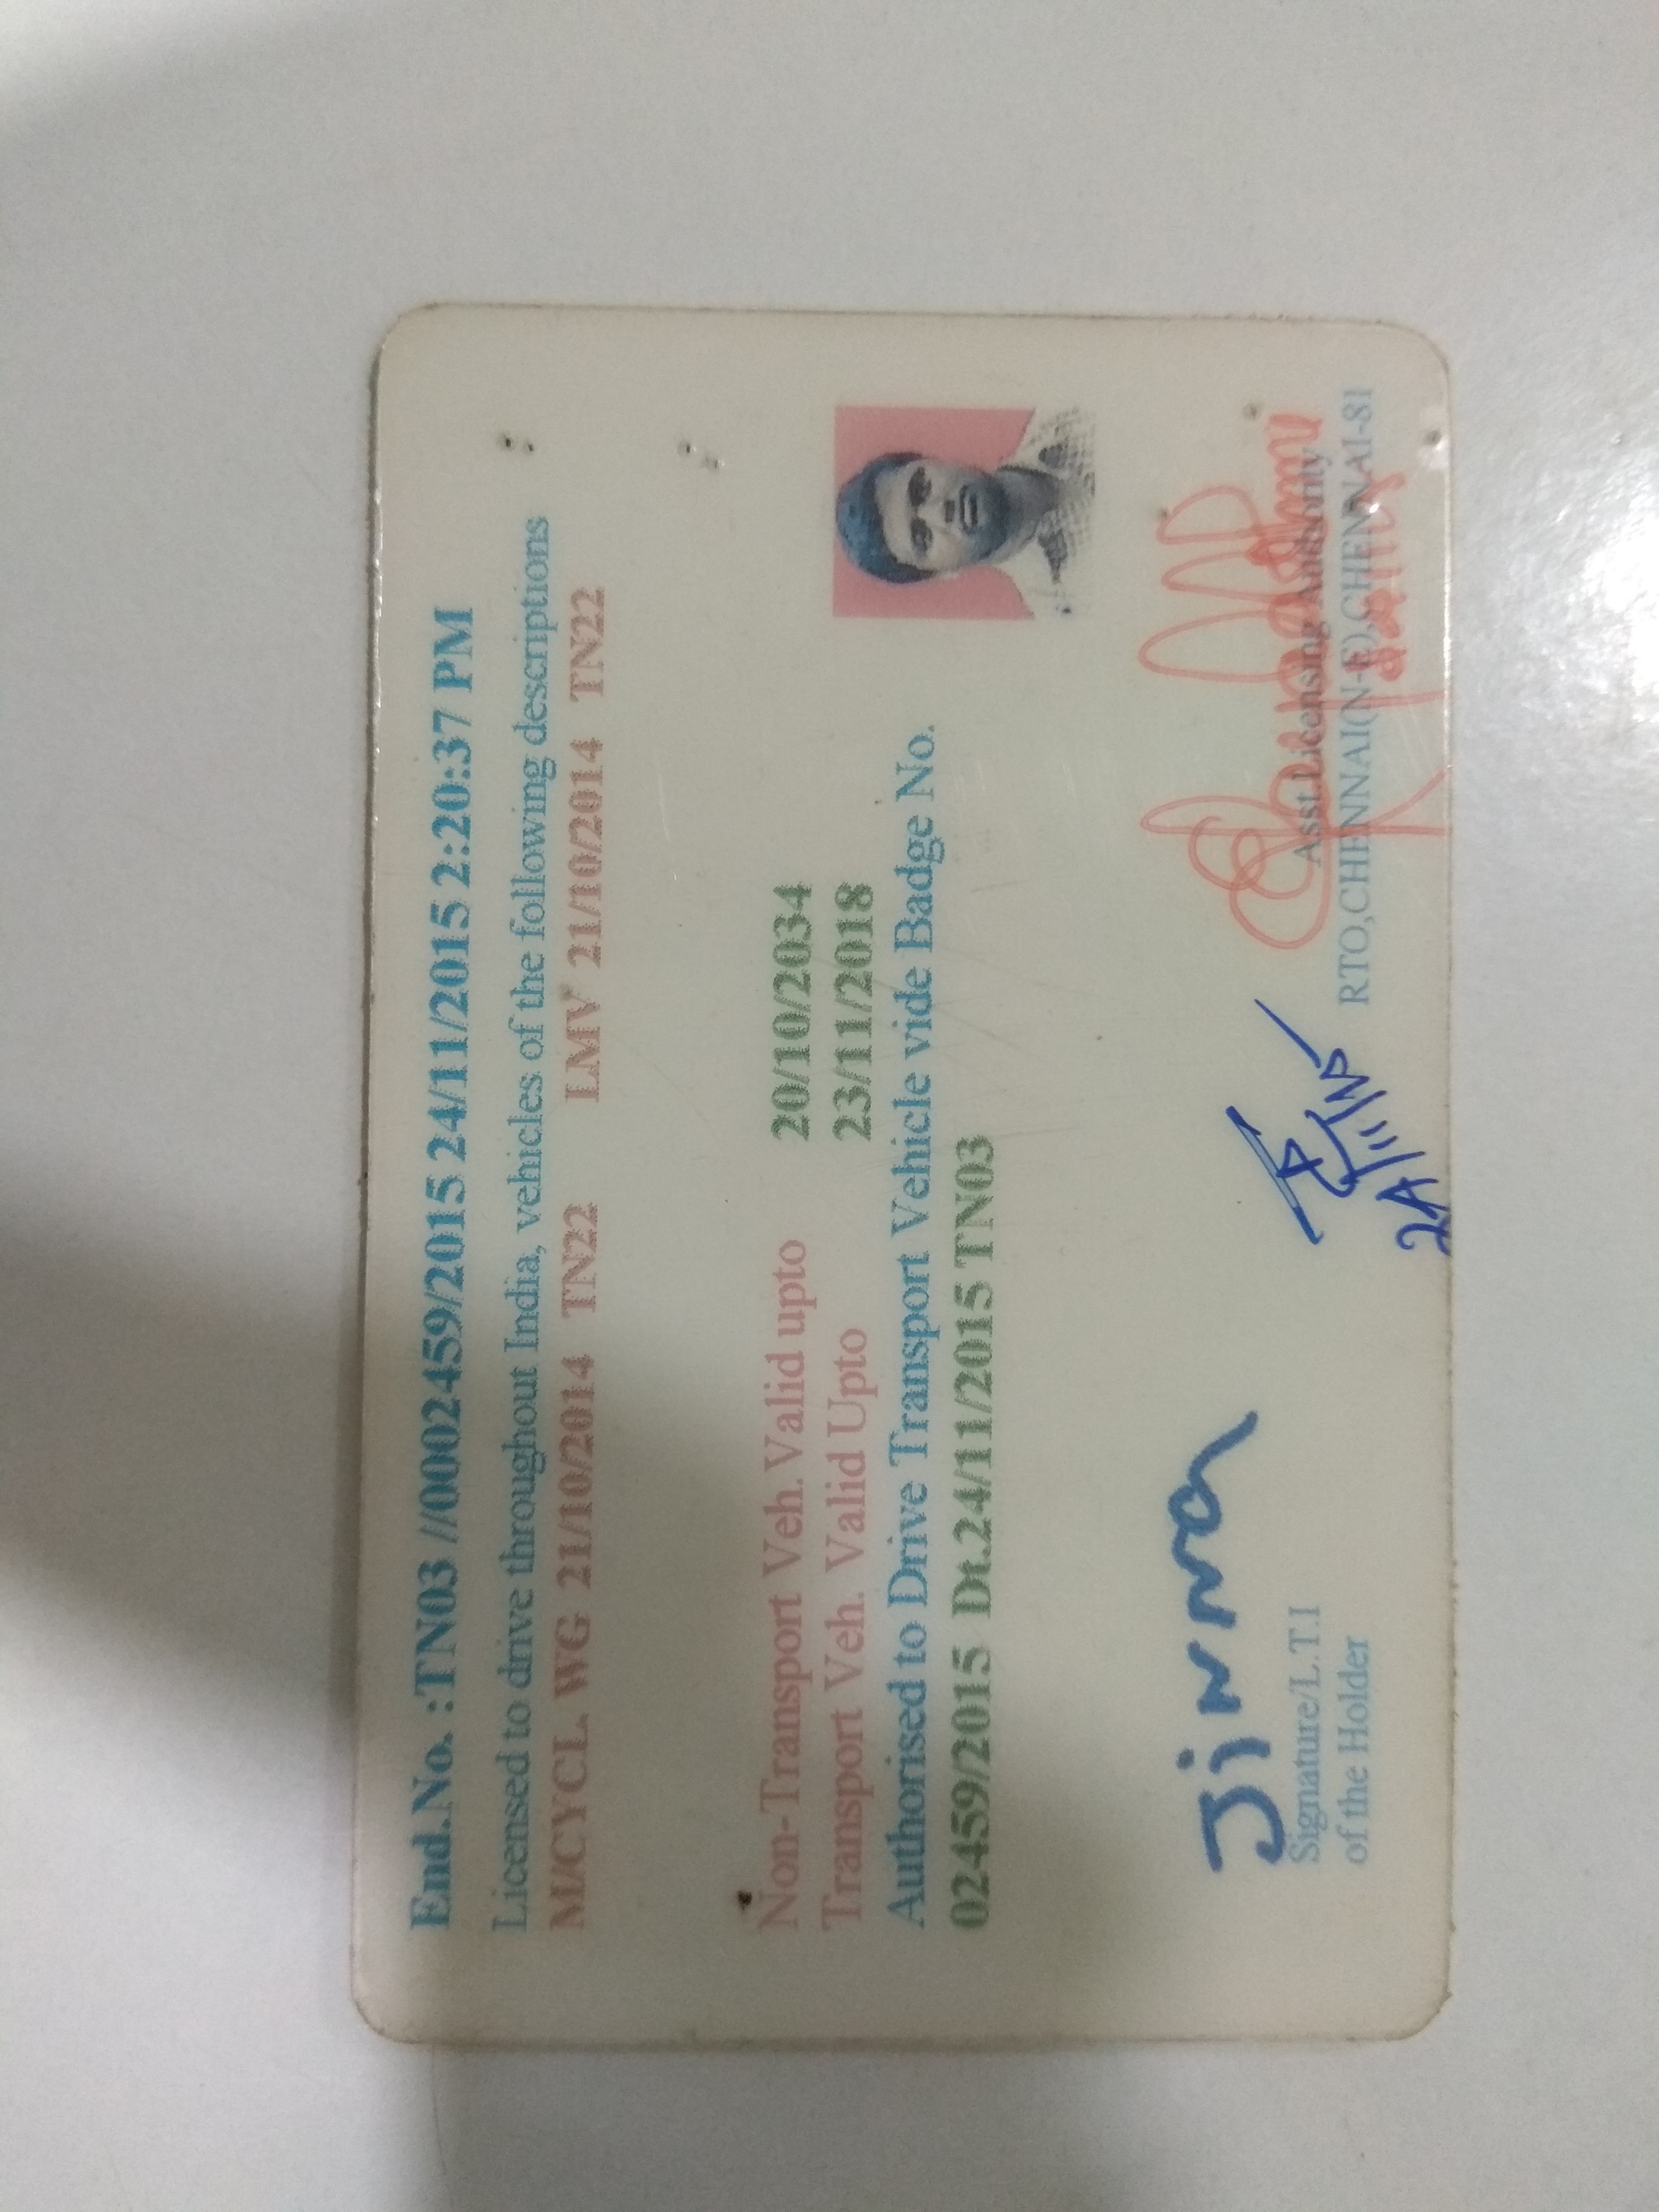 End.No. :TN03 //0002459/2015 24/11/2015 2:20:37 PM
Licensed to drive throughout India, vehicles of the following descriptions
M/CYCL. WG 21/10/2014 TN22 LMV 21/10/2014 TN22
Non-Transport Veh. Valid upto 20/10/2034
Transport Veh. Valid Upto 23/11/2018
Authorised to Drive Transport Vehicle vide Badge No.
02459/2015 Dt.24/11/2015 TN03
Jinna
Signature/L.T.I
of the Holder
Asst.Licensing Authority
RTO,CHENNAI(N-E),CHENNAI-81